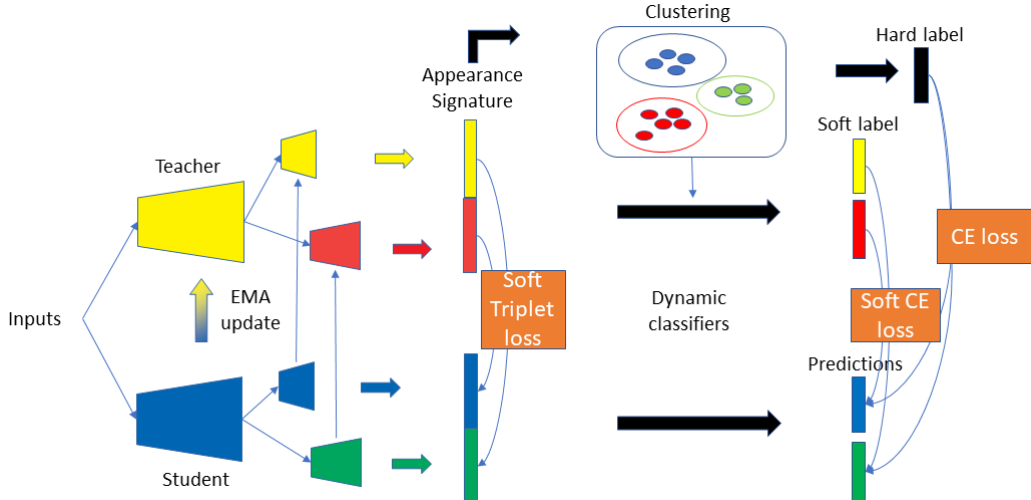 Clustering
Hard label
Appearance
Signature
Soft label
Teacher
CE loss
EMA
update
Soft
Triplet
loss
Inputs
Dynamic
classifiers
Soft CE
loss
Predictions
Student